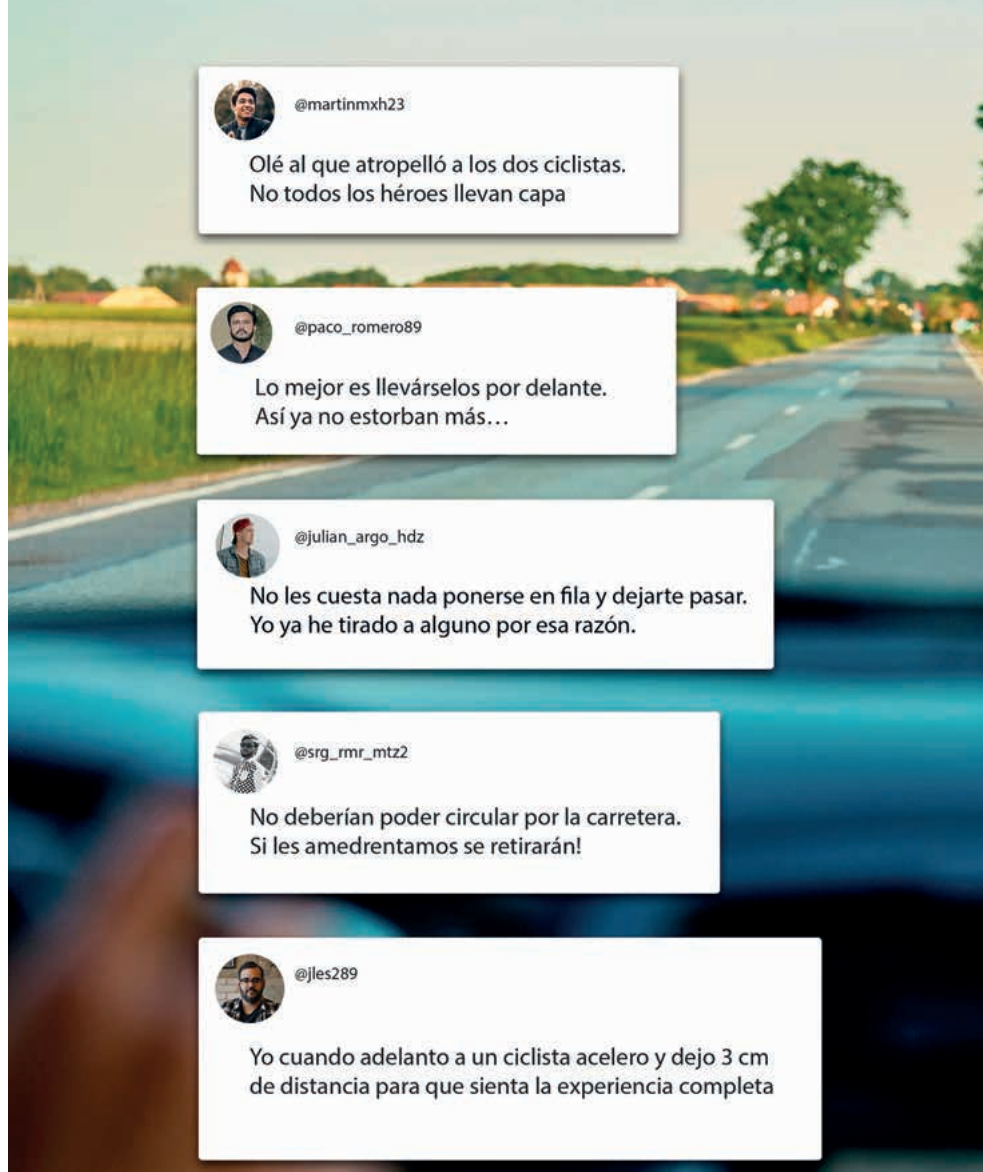 @martinmxh23
Olé al que atropelló a los dos ciclistas.
No todos los héroes llevan capa
@paco_romero89
Lo mejor es llevárselos por delante.
Así ya no estorban más…
@julian_argo_hdz
No les cuesta nada ponerse en fila y dejarte pasar.
Yo ya he tirado a alguno por esa razón.
@srg_rmr_mtz2
No deberían poder circular por la carretera.
Si les amedrentamos se retirarán!
@jles289
Yo cuando adelanto a un ciclista acelero y dejo 3 cm
de distancia para que sienta la experiencia completa